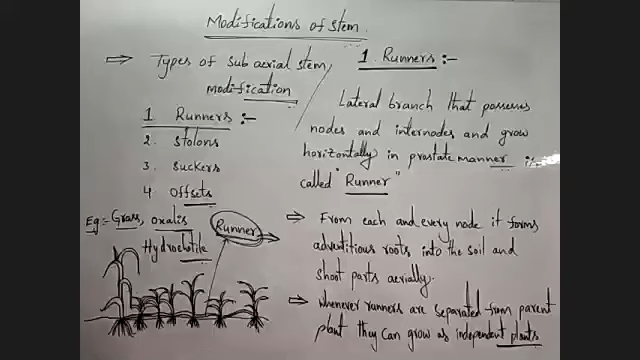 Modifications of stem.
⇒ Types of Sub aerial stem
modification
1 Runners :-
2. Stolons
3. Suckers
4. Offsets
Eg:- Grass, oxalis
Hydrocotile
Runner
1. Runners :-
Lateral branch that possess
nodes and internodes and grow
horizontally in prostate manner :-
called "Runner"
⇒ From each and every node it forms
adventitious roots into the soil and
shoot parts aerially.
⇒ Whenever runners are separated from parent
plant they can grow as independent plants